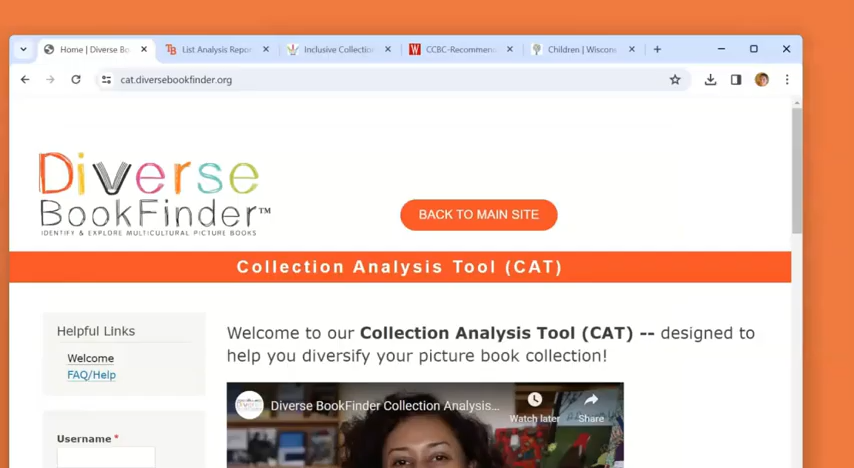 Home | Diverse Bo
List Analysis Repor
Inclusive Collection
CCBC-Recommend
Children | Wiscons
cat.diversebookfinder.org
Diverse
BookFinder™
IDENTIFY & EXPLORE MULTICULTURAL PICTURE BOOKS
BACK TO MAIN SITE
Collection Analysis Tool (CAT)
Helpful Links
Welcome
FAQ/Help
Username *
Welcome to our Collection Analysis Tool (CAT) -- designed to
help you diversify your picture book collection!
Diverse BookFinder Collection Analysis...
Watch later
Share